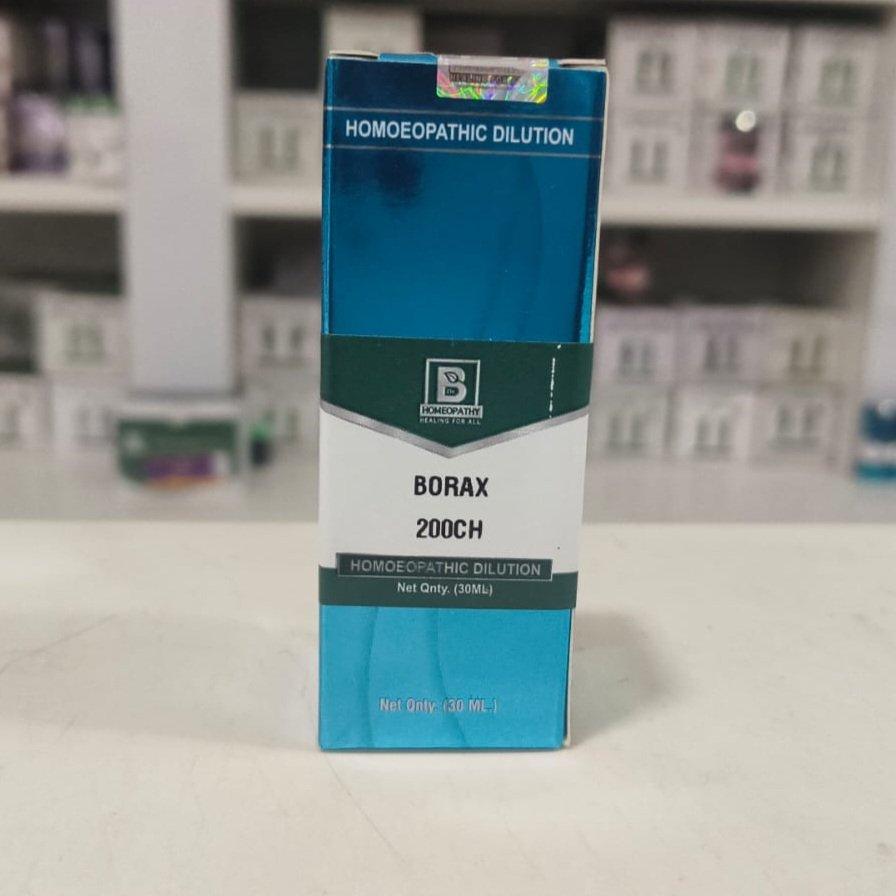 HOMOEOPATHIC DILUTION
B
HOMEOPATHY
HEALING FOR ALL
BORAX
200CH
HOMOEOPATHIC DILUTION
Net Qnty. (30ML)
Net Qnty. (30 ML.)